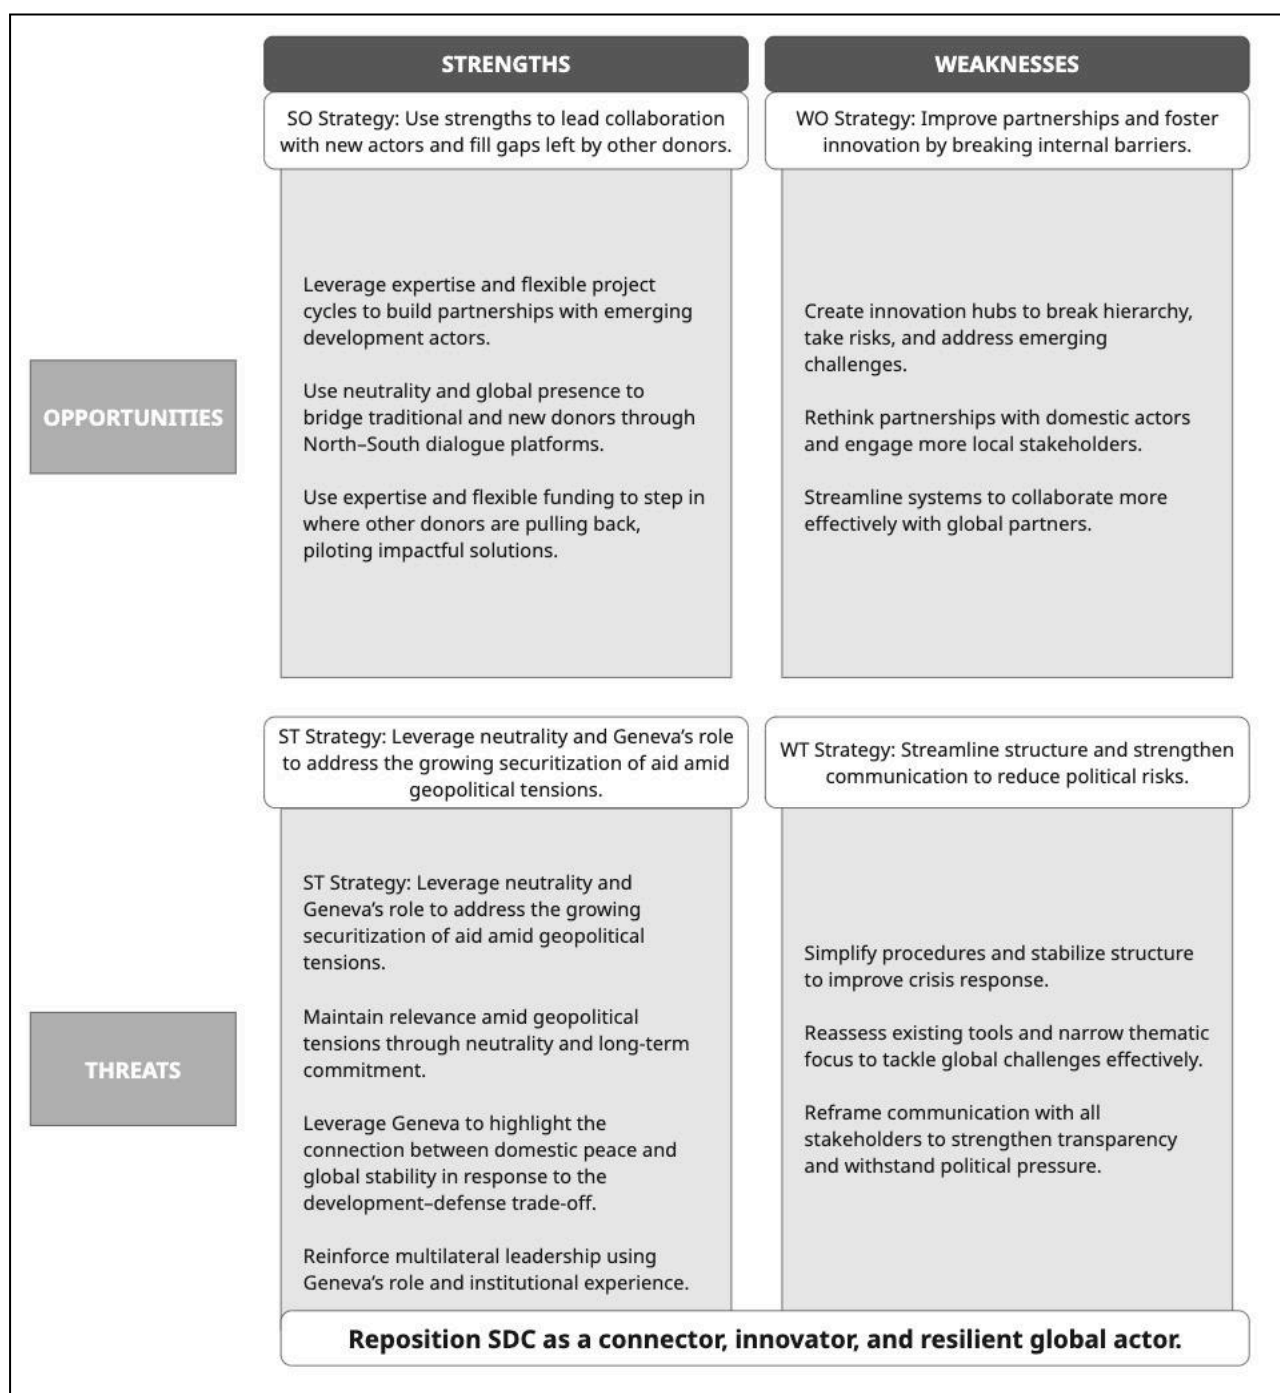 STRENGTHS
WEAKNESSES
SO Strategy: Use strengths to lead collaboration
with new actors and fill gaps left by other donors.
WO Strategy: Improve partnerships and foster
innovation by breaking internal barriers.
OPPORTUNITIES
Leverage expertise and flexible project
cycles to build partnerships with emerging
development actors.
Use neutrality and global presence to
bridge traditional and new donors through
North–South dialogue platforms.
Use expertise and flexible funding to step in
where other donors are pulling back,
piloting impactful solutions.
Create innovation hubs to break hierarchy,
take risks, and address emerging
challenges.
Rethink partnerships with domestic actors
and engage more local stakeholders.
Streamline systems to collaborate more
effectively with global partners.
ST Strategy: Leverage neutrality and Geneva’s role
to address the growing securitization of aid amid
geopolitical tensions.
WT Strategy: Streamline structure and strengthen
communication to reduce political risks.
THREATS
ST Strategy: Leverage neutrality and
Geneva’s role to address the growing
securitization of aid amid geopolitical
tensions.
Maintain relevance amid geopolitical
tensions through neutrality and long-term
commitment.
Leverage Geneva to highlight the
connection between domestic peace and
global stability in response to the
development–defense trade-off.
Reinforce multilateral leadership using
Geneva’s role and institutional experience.
Simplify procedures and stabilize structure
to improve crisis response.
Reassess existing tools and narrow thematic
focus to tackle global challenges effectively.
Reframe communication with all
stakeholders to strengthen transparency
and withstand political pressure.
Reposition SDC as a connector, innovator, and resilient global actor.